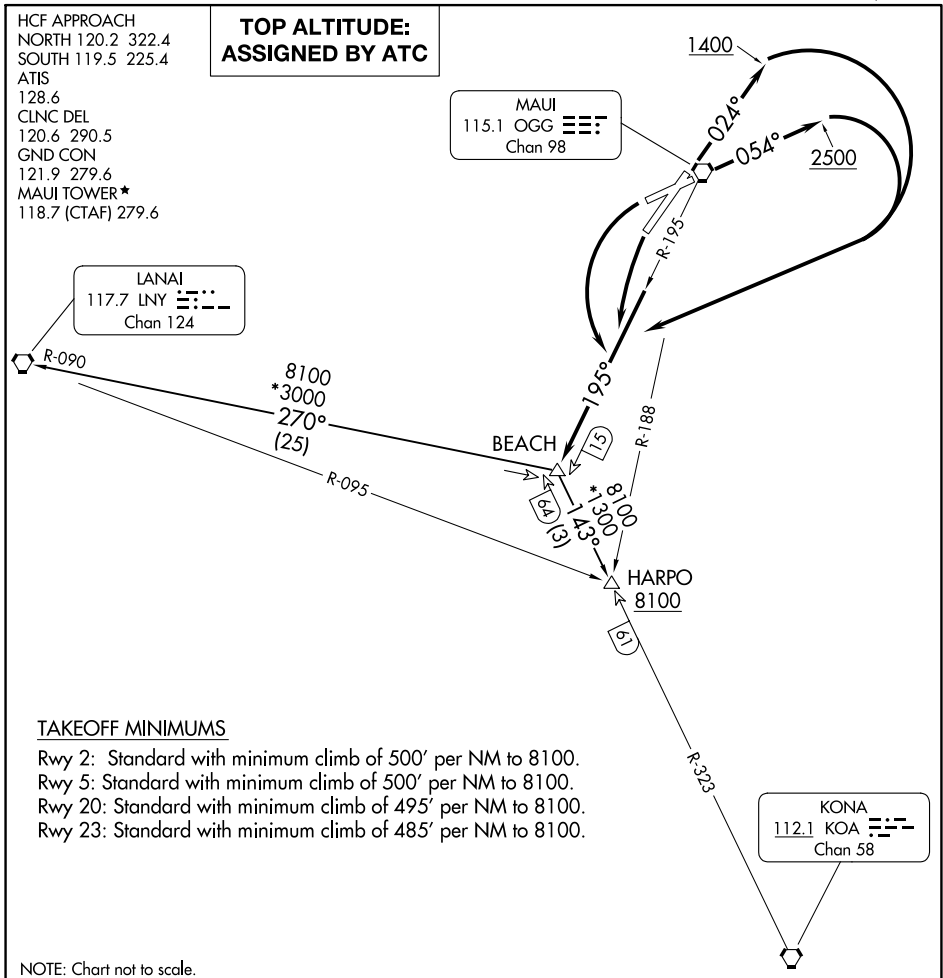 HCF APPROACH
NORTH 120.2 322.4
SOUTH 119.5 225.4
ATIS
128.6
CLNC DEL
120.6 290.5
GND CON
121.9 279.6
MAUI TOWER★
118.7 (CTAF) 279.6
TOP ALTITUDE:
ASSIGNED BY ATC
1400
MAUI
115.1 OGG
Chan 98
024°
054°
2500
R-195
LANAI
117.7 LNY
Chan 124
R-090
8100
*3000
270°
(25)
R-095
195°
R-188
BEACH
15
64
8100
*1300
143°
(3)
HARPO
8100
61
R-323
KONA
112.1 KOA
Chan 58
TAKEOFF MINIMUMS
Rwy 2: Standard with minimum climb of 500' per NM to 8100.
Rwy 5: Standard with minimum climb of 500' per NM to 8100.
Rwy 20: Standard with minimum climb of 495' per NM to 8100.
Rwy 23: Standard with minimum climb of 485' per NM to 8100.
NOTE: Chart not to scale.